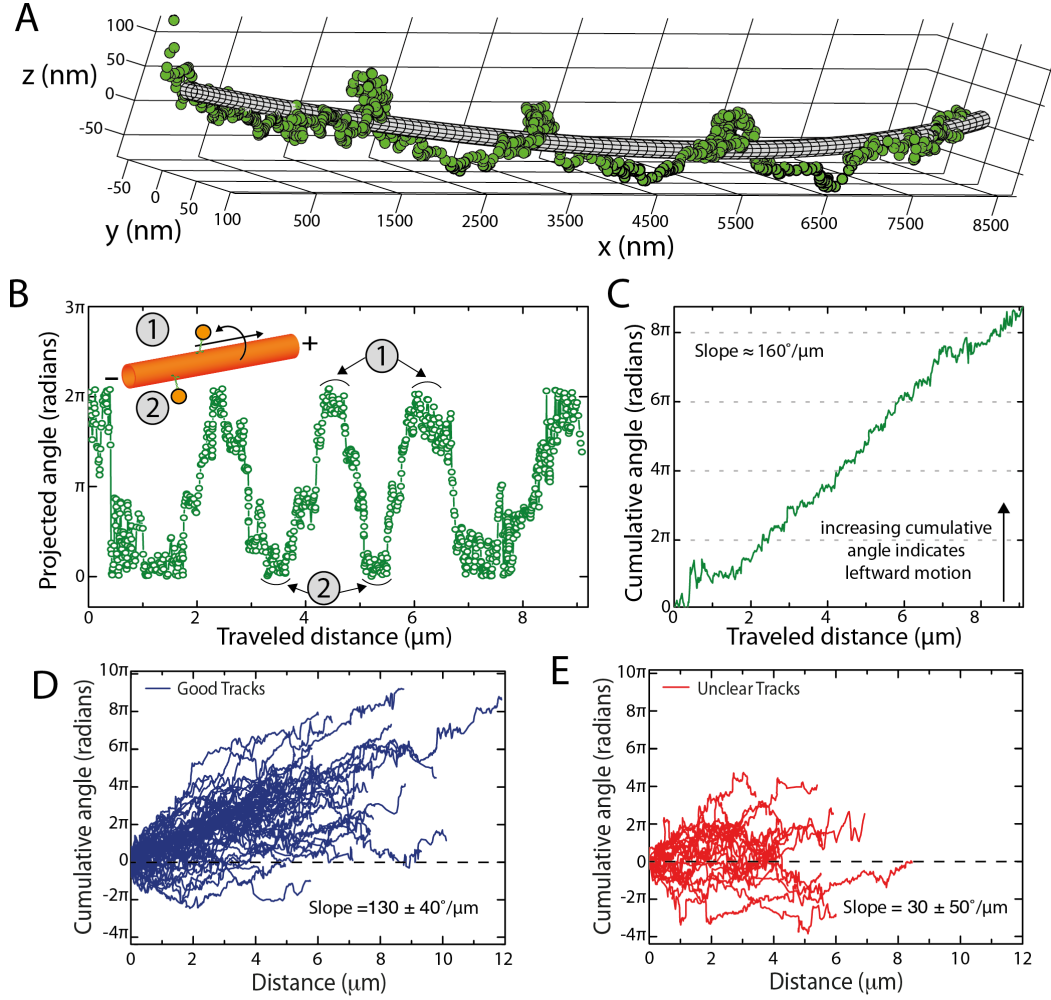 A
z (nm)
100
50
0
-50
-50
0
50
100
y (nm)
500
1500
2500
3500
4500
5500
6500
7500
8500
x (nm)
B
Projected angle (radians)
3π
2π
π
0
1
2
−
+
1
2
0
2
4
6
8
Traveled distance (μm)
C
Cumulative angle (radians)
8π
6π
4π
2π
0
Slope ≈ 160°/μm
increasing cumulative
angle indicates
leftward motion
0
2
4
6
8
Traveled distance (μm)
D
Cumulative angle (radians)
10π
8π
6π
4π
2π
0
-2π
-4π
Good Tracks
Slope =130 ± 40°/μm
0
2
4
6
8
10
12
Distance (μm)
E
Cumulative angle (radians)
10π
8π
6π
4π
2π
0
-2π
-4π
Unclear Tracks
Slope = 30 ± 50°/μm
0
2
4
6
8
10
12
Distance (μm)